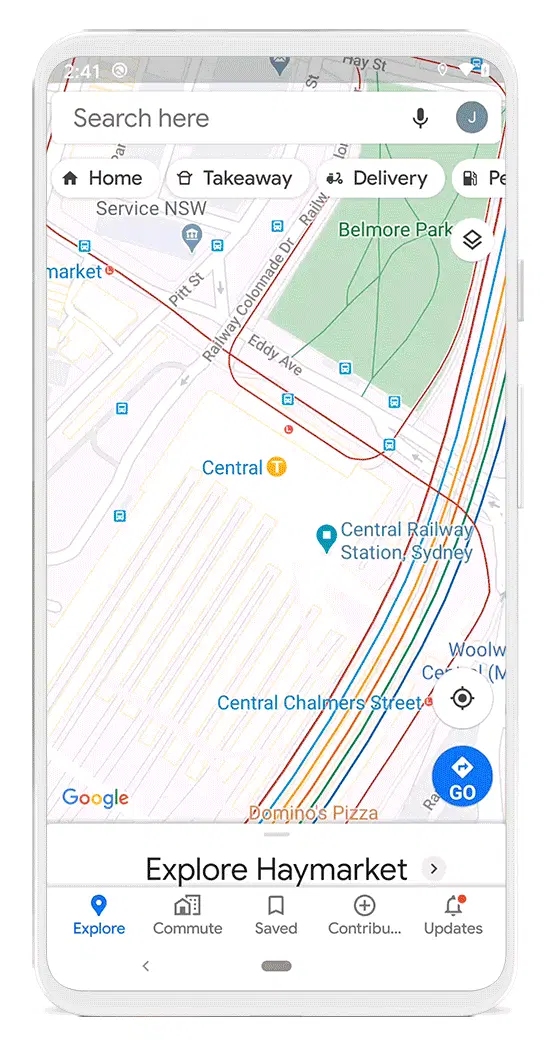 2:41
Hay St
St
Search here
J
Home
Takeaway
Delivery
Pe
Service NSW
Belmore Park
market
Pitt St
Railway Colonnade Dr
Eddy Ave
Central T
Central Railway
Station, Sydney
Woolw
Central (M
Central Chalmers Street
GO
Google
Domino's Pizza
Explore Haymarket
Explore
Commute
Saved
Contribu...
Updates